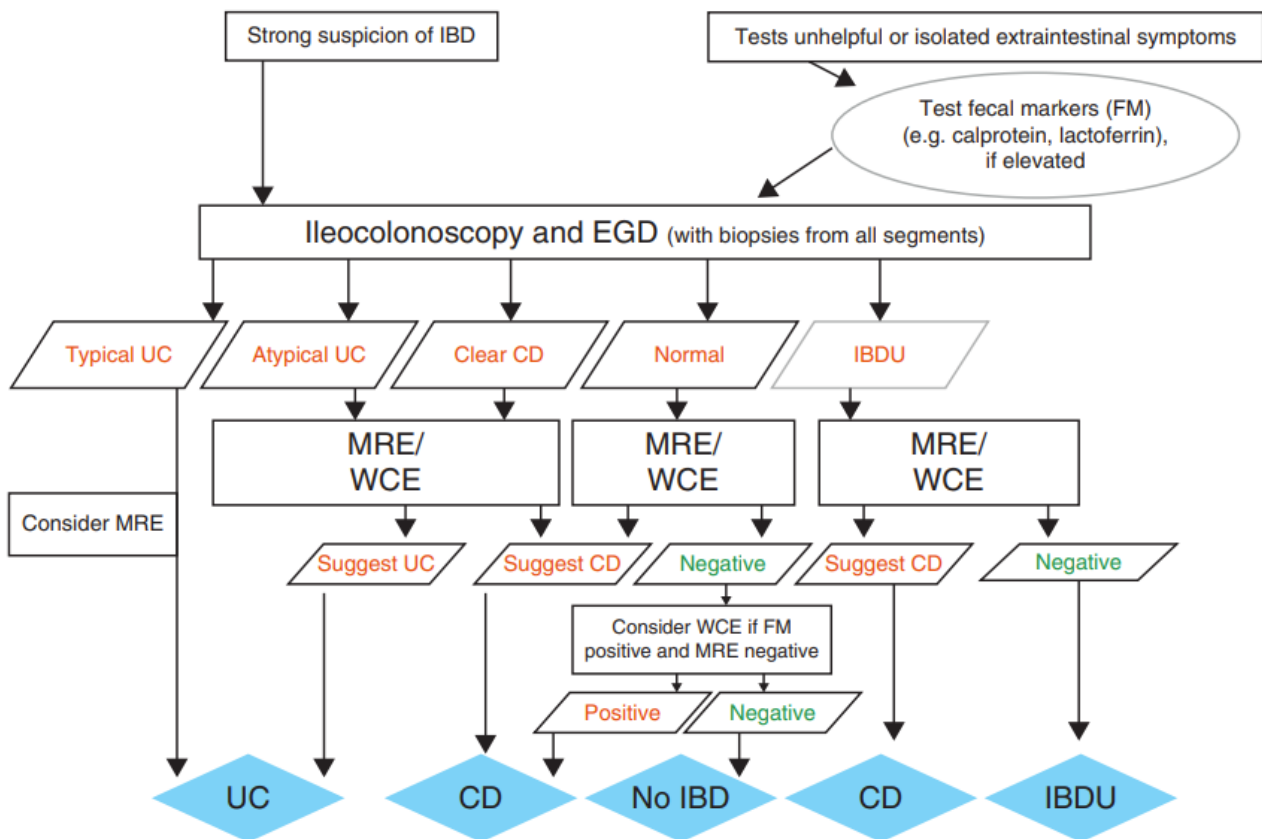 Strong suspicion of IBD
Tests unhelpful or isolated extraintestinal symptoms
Test fecal markers (FM)
(e.g. calprotein, lactoferrin),
if elevated
Ileocolonoscopy and EGD (with biopsies from all segments)
Typical UC
Atypical UC
Clear CD
Normal
IBDU
MRE/
WCE
MRE/
WCE
MRE/
WCE
Consider MRE
Suggest UC
Suggest CD
Negative
Suggest CD
Negative
Consider WCE if FM
positive and MRE negative
Positive
Negative
UC
CD
No IBD
CD
IBDU